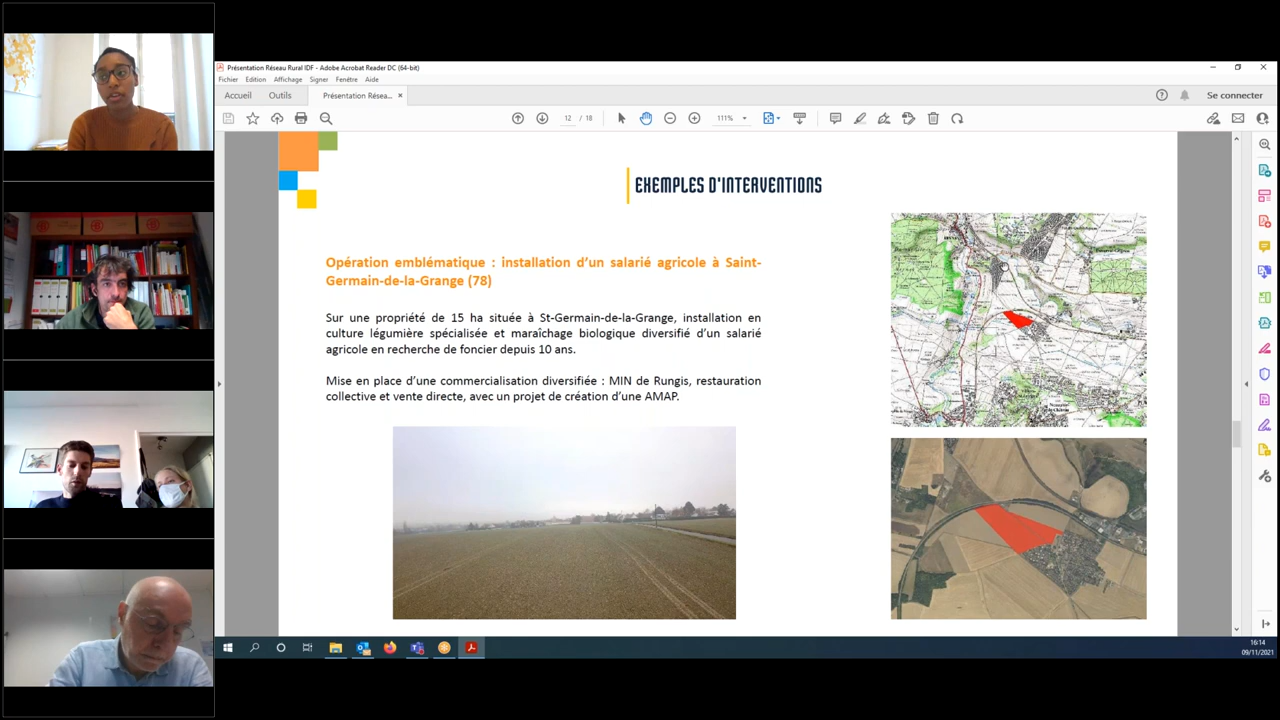 Présentation Réseau Rural IDF - Adobe Acrobat Reader DC (64-bit)
Fichier Edition Affichage Signer Fenêtre Aide
Accueil Outils Présentation Résea... × Se connecter
12 / 18 111%
EXEMPLES D'INTERVENTIONS
Opération emblématique : installation d'un salarié agricole à Saint-
Germain-de-la-Grange (78)
Sur une propriété de 15 ha située à St-Germain-de-la-Grange, installation en
culture légumière spécialisée et maraîchage biologique diversifié d'un salarié
agricole en recherche de foncier depuis 10 ans.
Mise en place d'une commercialisation diversifiée : MIN de Rungis, restauration
collective et vente directe, avec un projet de création d'une AMAP.
16:14
09/11/2021